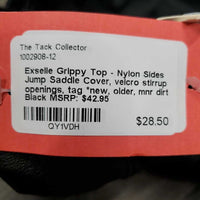 The Tack Collector
1002908-12
Exselle Grippy Top - Nylon Sides
Jump Saddle Cover, velcro stirrup
openings, tag *new, older, mnr dirt
Black MSRP: $42.95
QY1VDH
$28.50